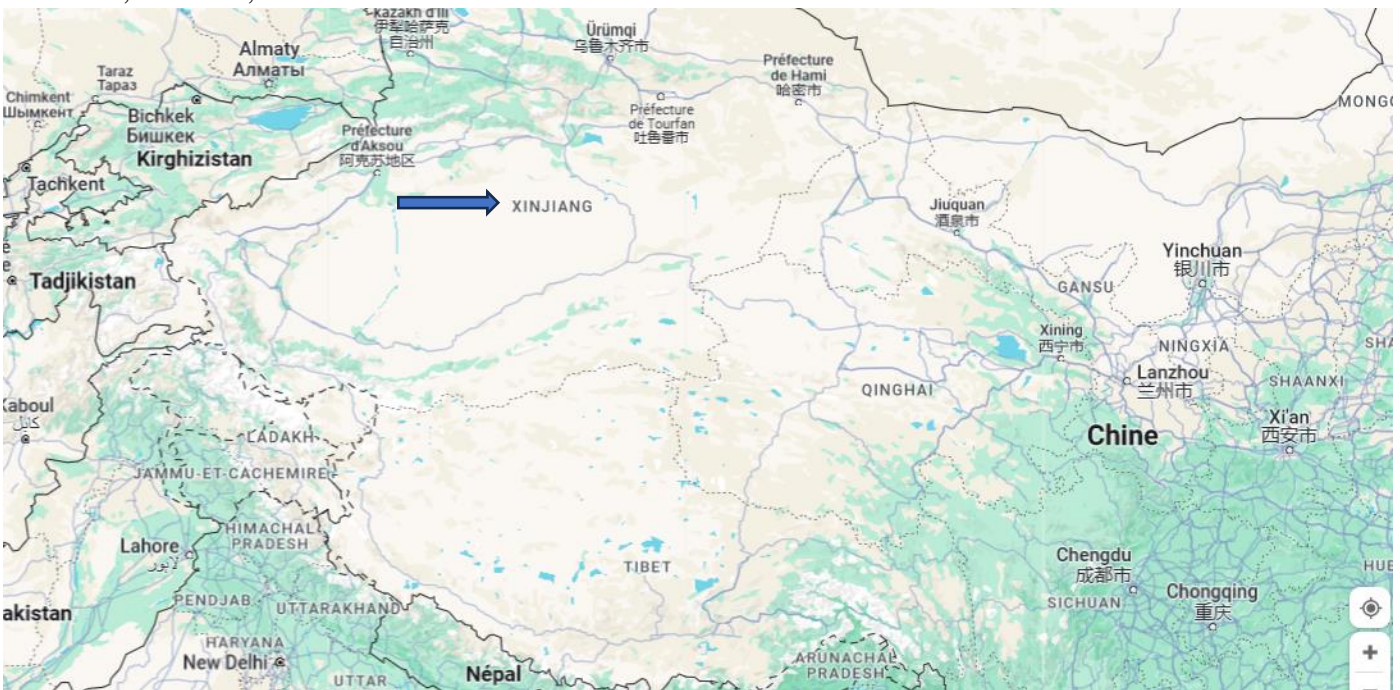 kazakh d'Ili
伊犁哈萨克
自治州
Almaty
Алматы
Ürümqi
乌鲁木齐市
Taraz
Тараз
Préfecture
de Hami
哈密市
Chimkent
Шымкент
Bichkek
Бишкек
Préfecture
de Tourfan
吐鲁番市
MONGO
Préfecture
d'Aksou
阿克苏地区
Kirghizistan
Tachkent
XINJIANG
Jiuquan
酒泉市
Yinchuan
银川市
Tadjikistan
GANSU
Xining
西宁市
NINGXIA
SHA
Lanzhou
兰州市
QINGHAI
SHAANXI
Kaboul
کابل
Xi'an
西安市
Chine
LADAKH
JAMMU-ET-CACHEMIRE
HIMACHAL
PRADESH
Lahore
لاہور
TIBET
Chengdu
成都市
HUB
PENDJAB
UTTARAKHAND
SICHUAN
Chongqing
重庆
akistan
HARYANA
New Delhi
UTTAR
Népal
ARUNACHAL
PRADESH